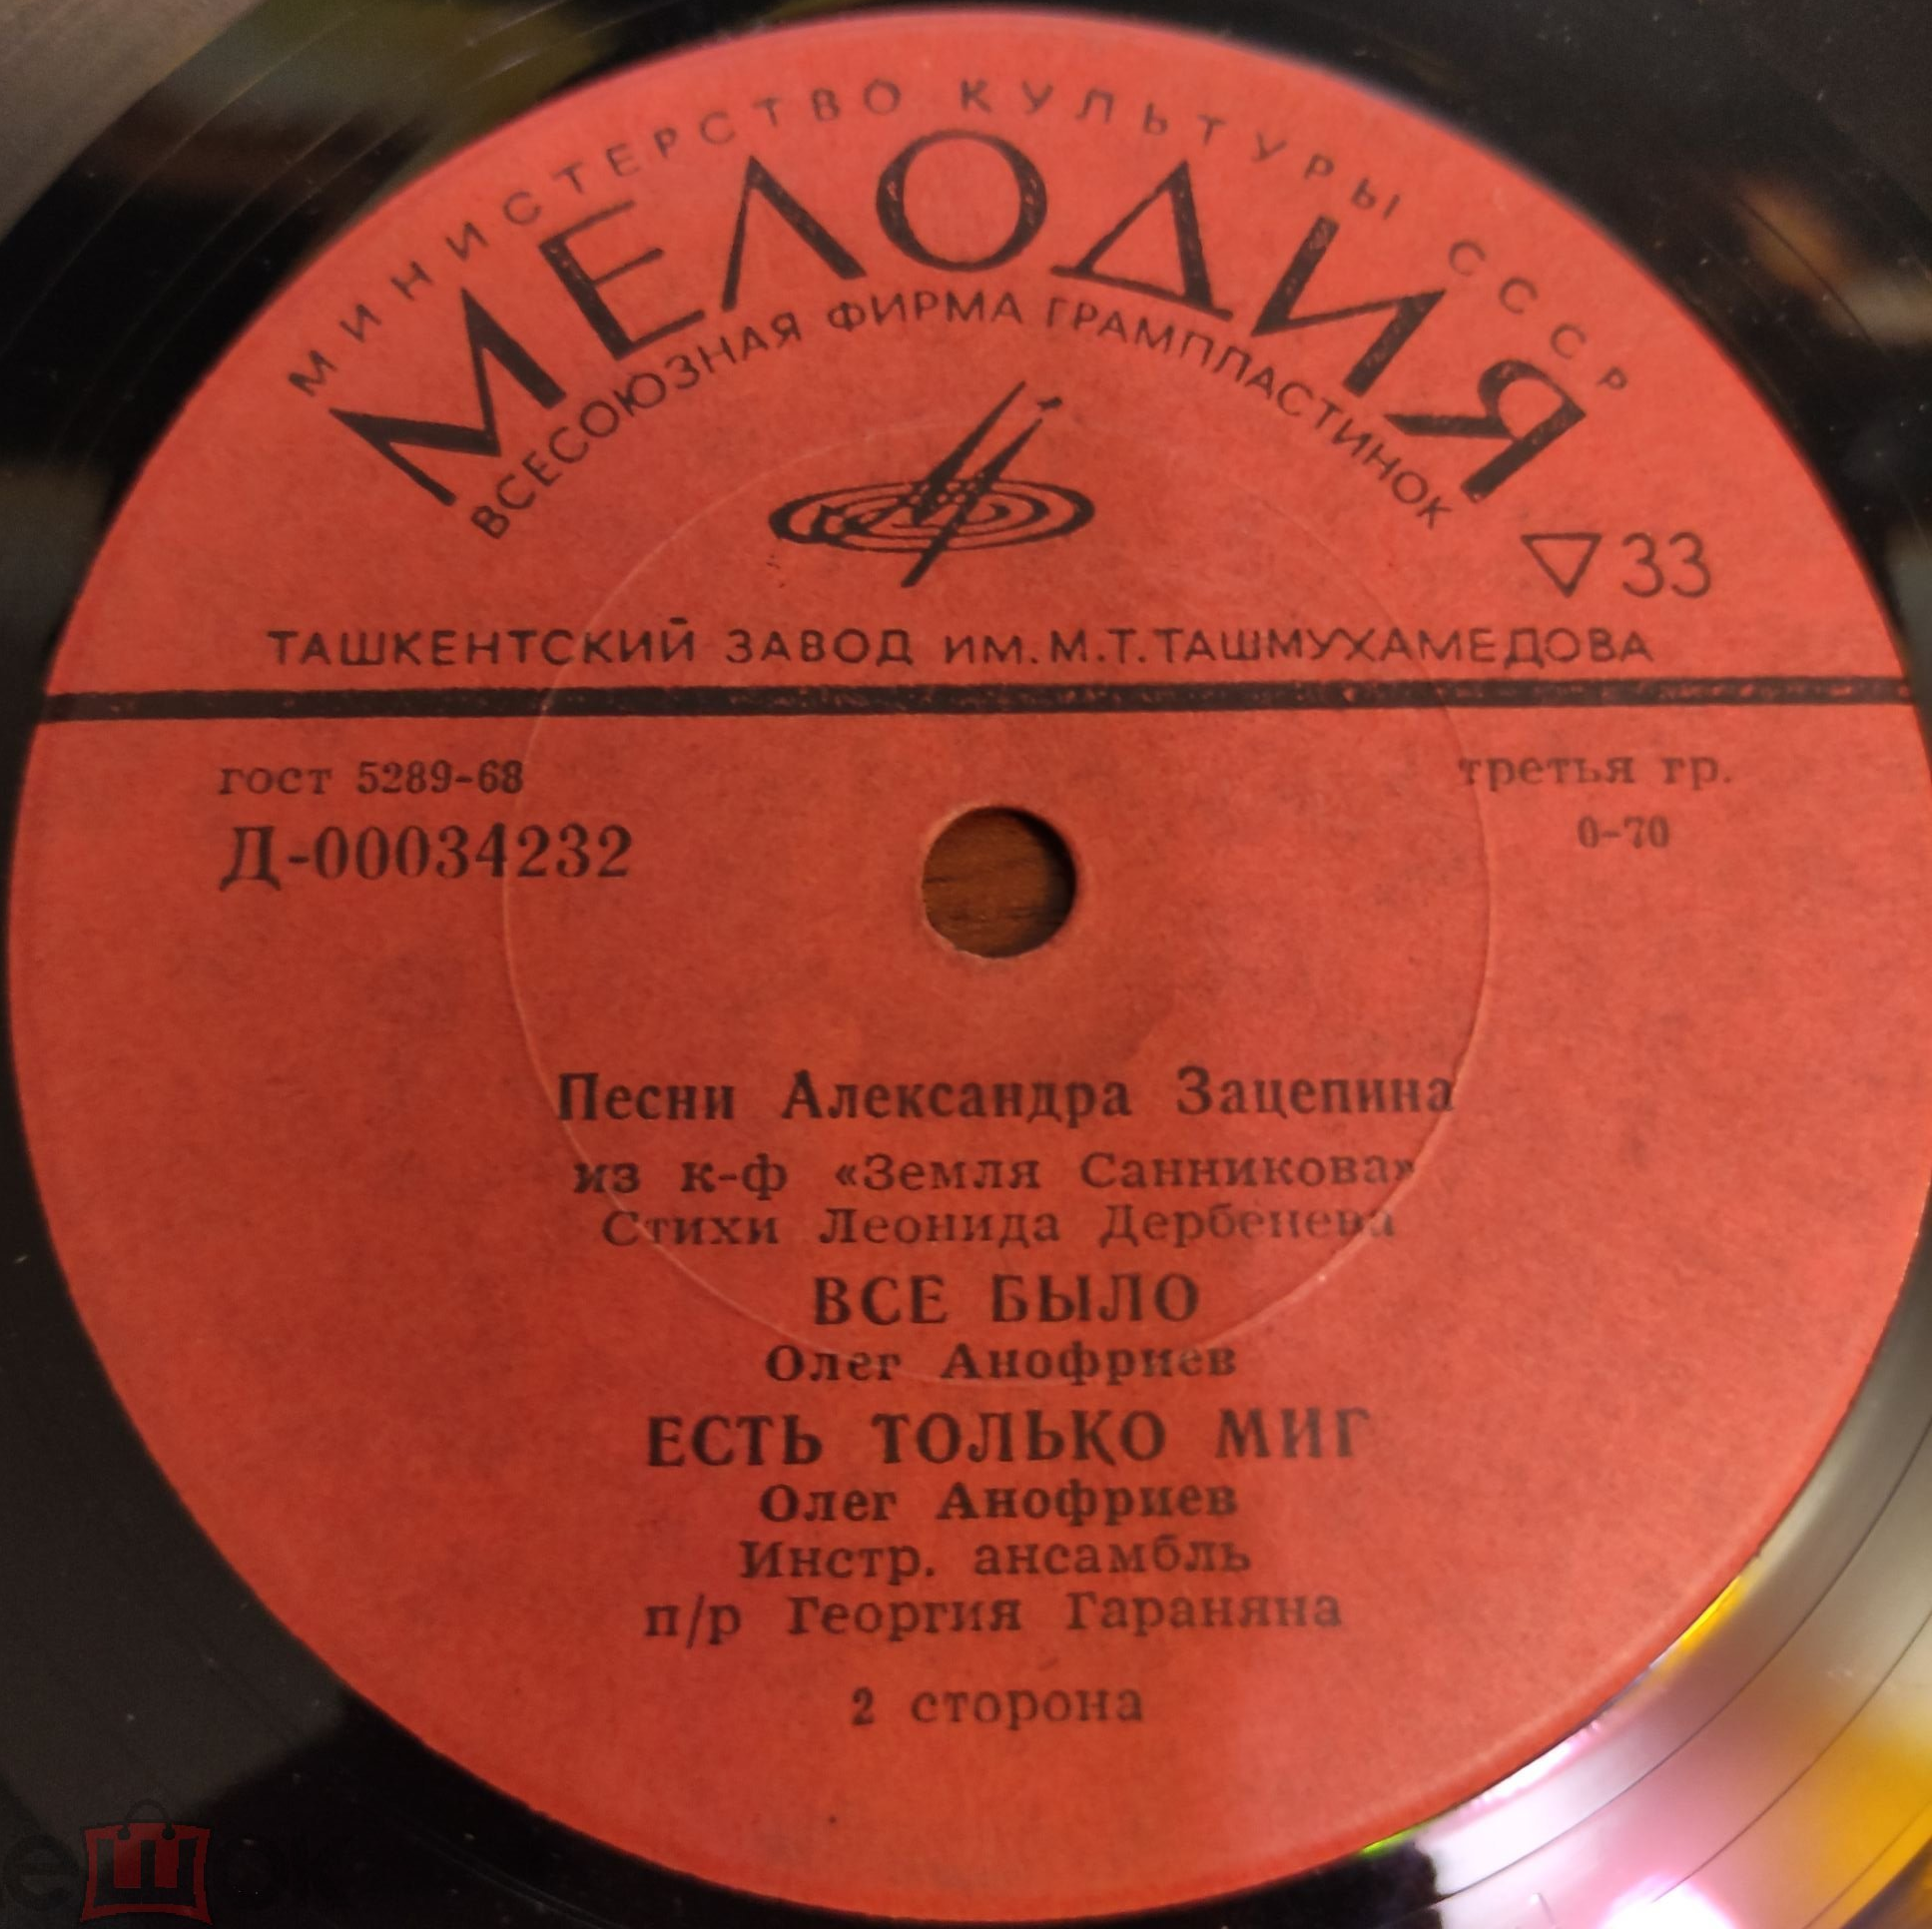 МИНИСТЕРСТВО КУЛЬТУРЫ СССР
МЕЛОДИЯ
ВСЕСОЮЗНАЯ ФИРМА ГРАМПЛАСТИНОК
33
ТАШКЕНТСКИЙ ЗАВОД ИМ. М.Т. ТАШМУХАМЕДОВА
гост 5289-68
третья гр.
Д-00034232
0-70
Песни Александра Зацепина
из к-ф «Земля Санникова»
Стихи Леонида Дербенева
ВСЕ БЫЛО
Олег Анофриев
ЕСТЬ ТОЛЬКО МИГ
Олег Анофриев
Инстр. ансамбль
п/р Георгия Гараняна
2 сторона